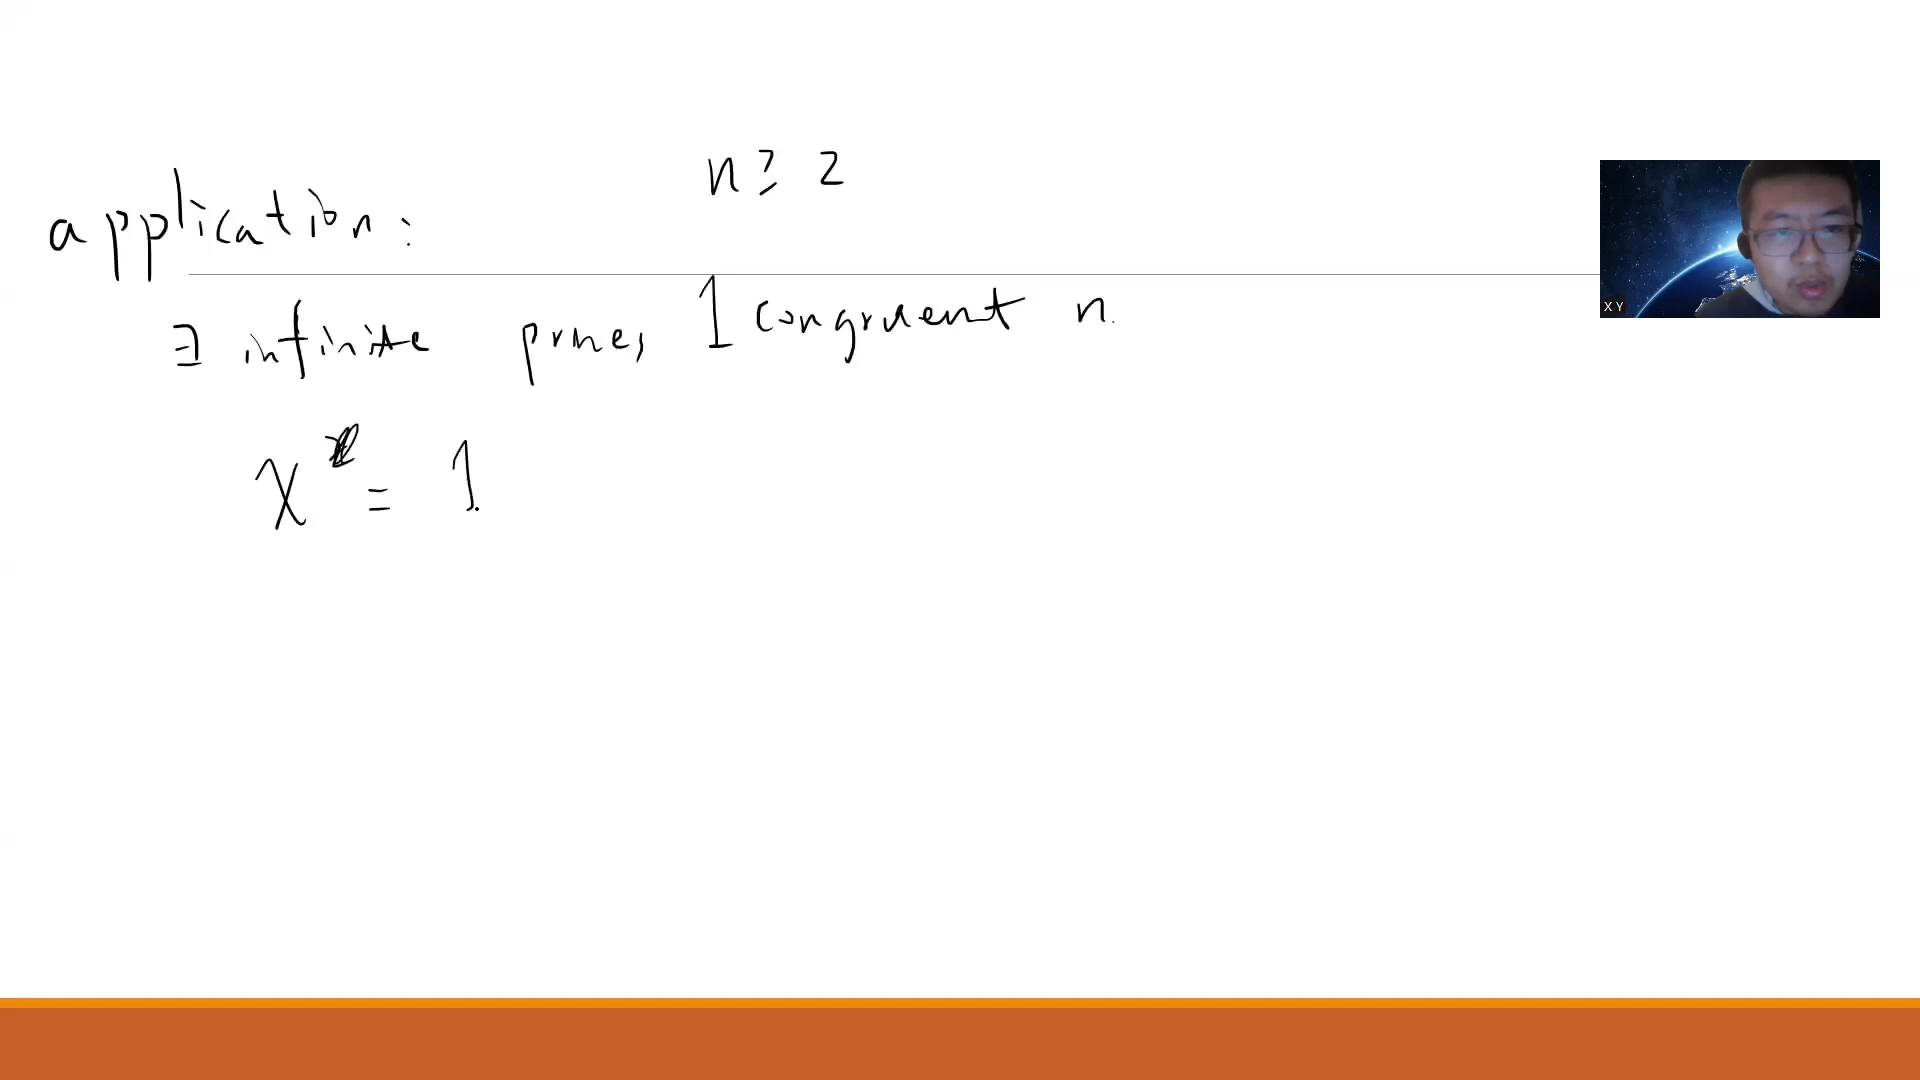 n ≥ 2
application:
∃ infinite primes 1 congruent n.
x = 1.
X Y